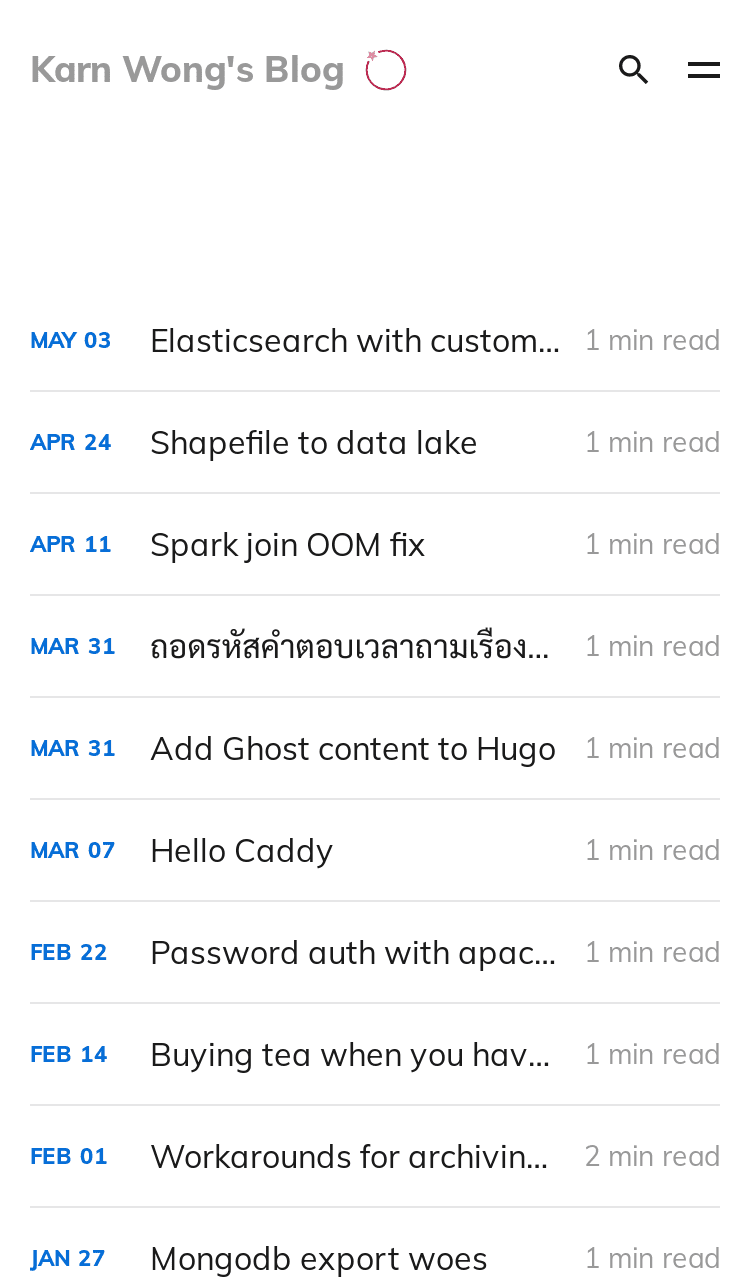 Karn Wong's Blog
MAY 03 Elasticsearch with custom... 1 min read
APR 24 Shapefile to data lake 1 min read
APR 11 Spark join OOM fix 1 min read
MAR 31 ถอดรหัสคำตอบเวลาถามเรื่อง... 1 min read
MAR 31 Add Ghost content to Hugo 1 min read
MAR 07 Hello Caddy 1 min read
FEB 22 Password auth with apac... 1 min read
FEB 14 Buying tea when you hav... 1 min read
FEB 01 Workarounds for archivin... 2 min read
JAN 27 Mongodb export woes 1 min read